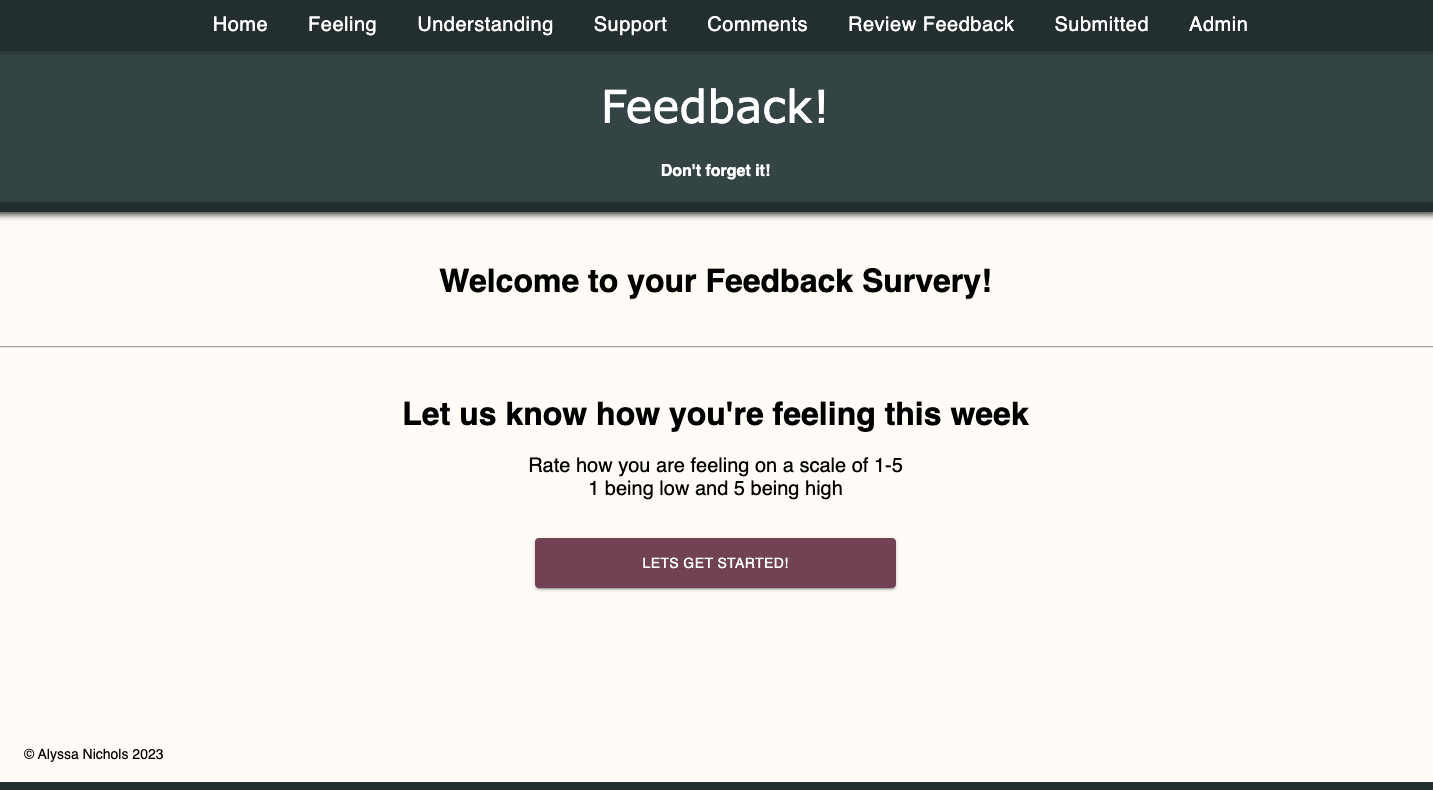 Home Feeling Understanding Support Comments Review Feedback Submitted Admin
Feedback!
Don't forget it!
Welcome to your Feedback Survery!
Let us know how you're feeling this week
Rate how you are feeling on a scale of 1-5
1 being low and 5 being high
LETS GET STARTED!
© Alyssa Nichols 2023